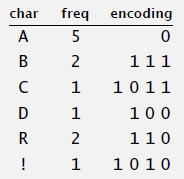 char freq encoding
A 5 0
B 2 1 1 1
C 1 1 0 1 1
D 1 1 0 0
R 2 1 1 0
! 1 1 0 1 0